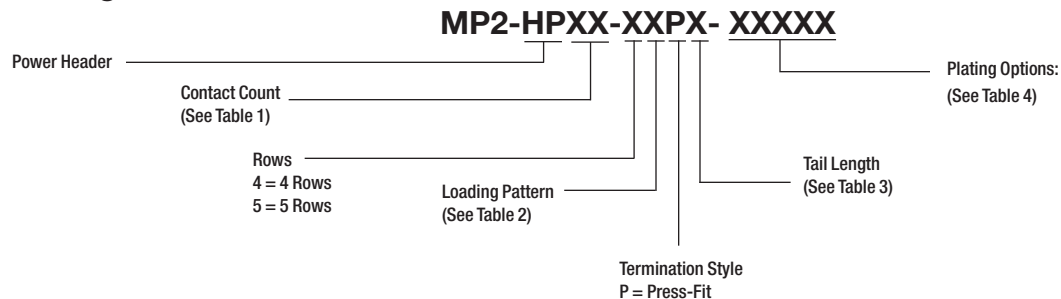 MP2-HPXX-XXPX- XXXXX
Power Header
Plating Options:
(See Table 4)
Contact Count
(See Table 1)
Rows
4 = 4 Rows
5 = 5 Rows
Loading Pattern
(See Table 2)
Tail Length
(See Table 3)
Termination Style
P = Press-Fit